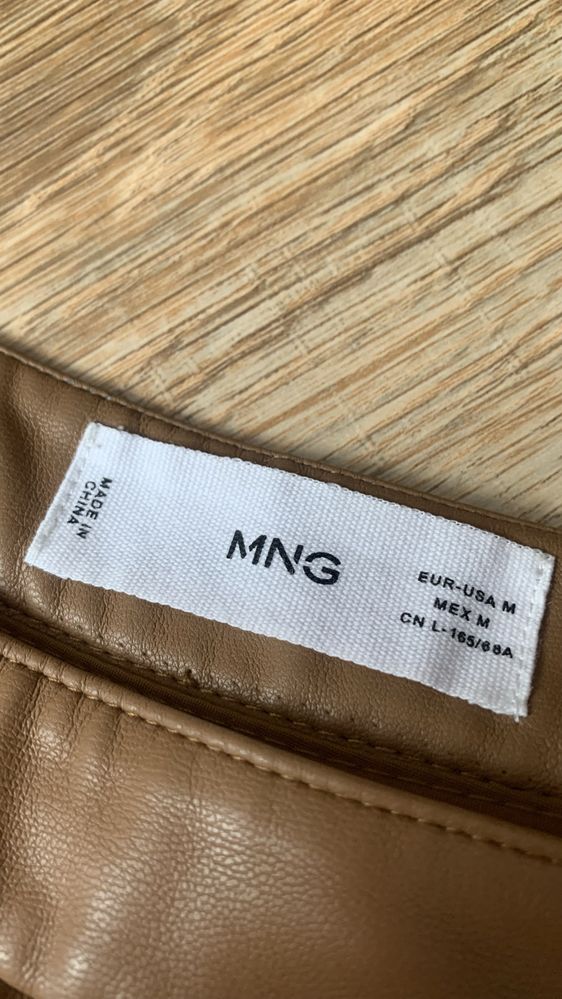 MADE IN
CHINA
MNG
EUR-USA M
MEX M
CN L-165/68A